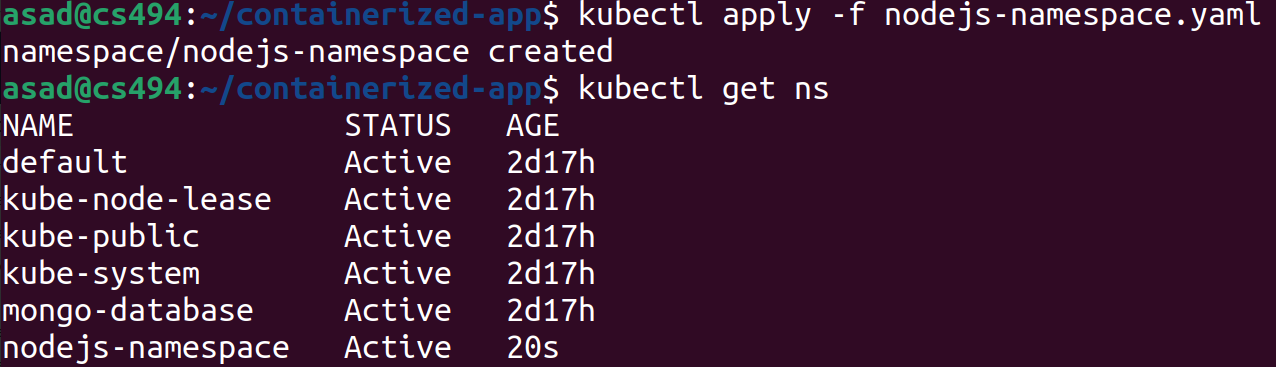 asad@cs494:~/containerized-app$ kubectl apply -f nodejs-namespace.yaml
namespace/nodejs-namespace created
asad@cs494:~/containerized-app$ kubectl get ns
NAME               STATUS   AGE
default            Active   2d17h
kube-node-lease    Active   2d17h
kube-public        Active   2d17h
kube-system        Active   2d17h
mongo-database     Active   2d17h
nodejs-namespace   Active   20s